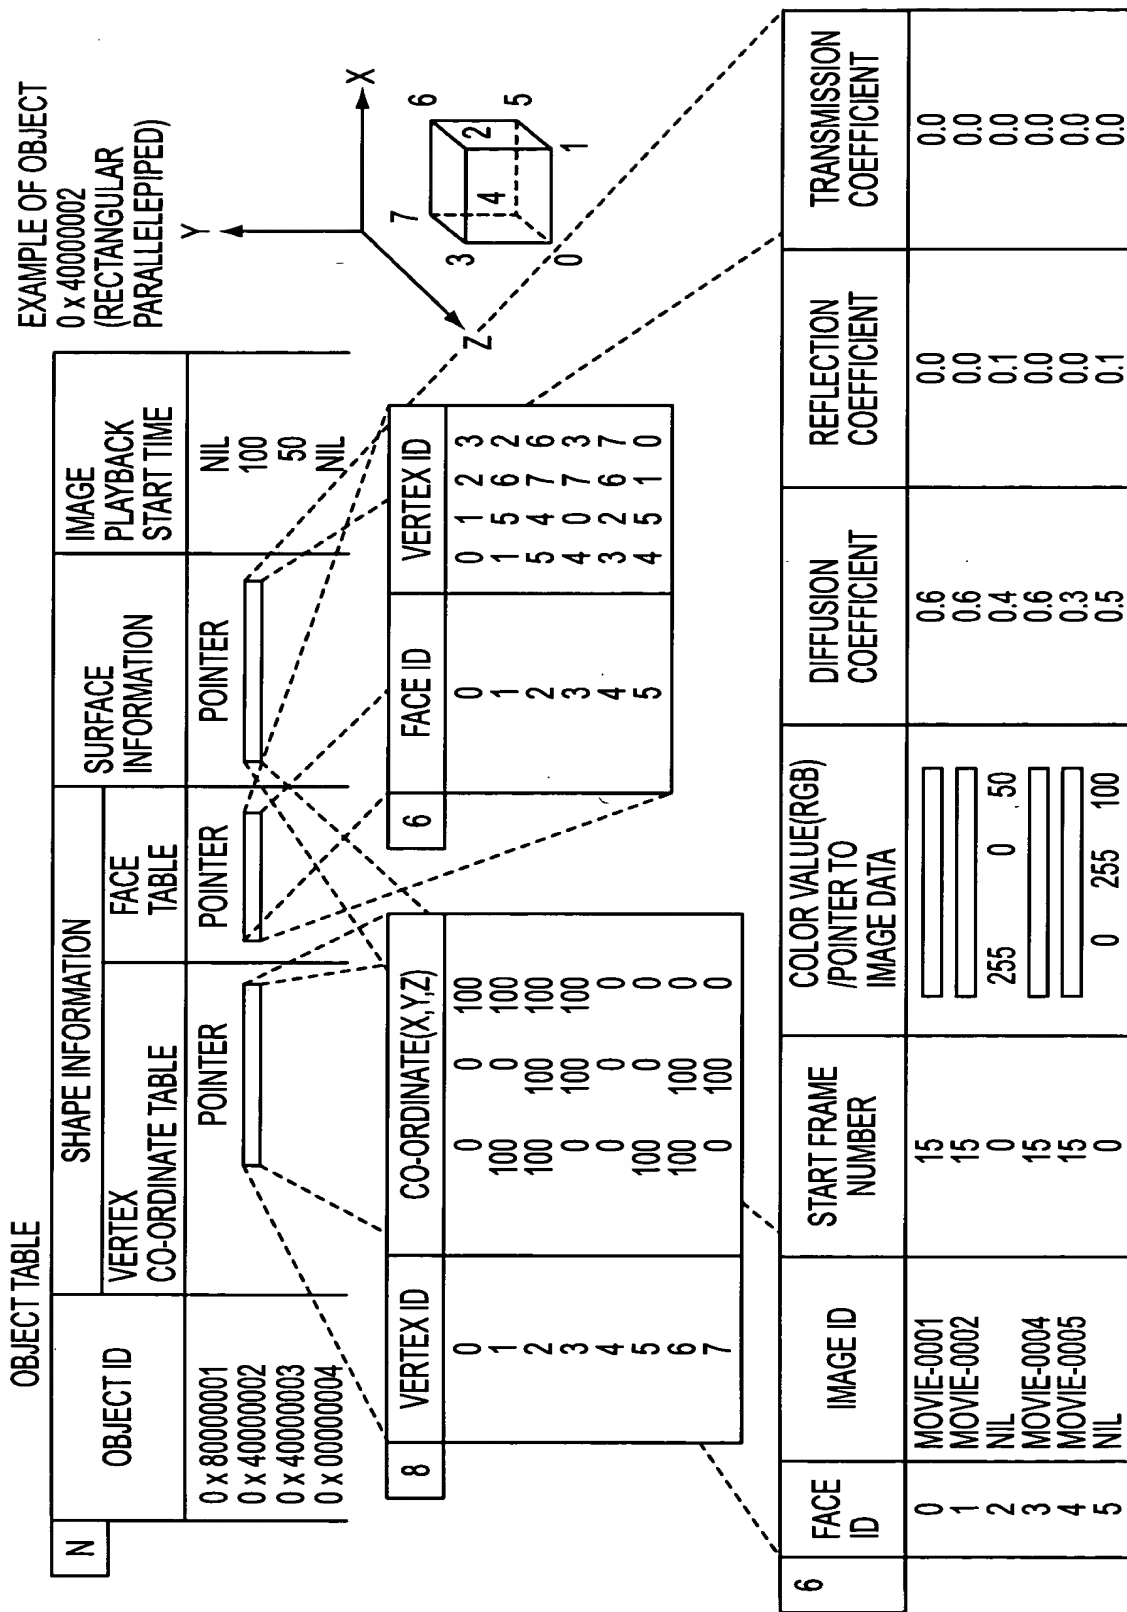 OBJECT TABLE
N
OBJECT ID
SHAPE INFORMATION
VERTEX
CO-ORDINATE TABLE
FACE
TABLE
SURFACE
INFORMATION
IMAGE
PLAYBACK
START TIME
0 x 80000001
0 x 40000002
0 x 40000003
0 x 00000004
POINTER
POINTER
POINTER
NIL
100
50
NIL
EXAMPLE OF OBJECT
0 x 40000002
(RECTANGULAR
PARALLELEPIPED)
Y
X
Z
7
6
3
2
4
5
0
1
8
VERTEX ID CO-ORDINATE(X,Y,Z)
0 0 0 100
1 100 0 100
2 100 100 100
3 0 100 100
4 0 0 0
5 100 0 0
6 100 100 0
7 0 100 0
6
FACE ID VERTEX ID
0 0 1 2 3
1 1 5 6 2
2 5 4 7 6
3 4 0 7 3
4 3 2 6 7
5 4 5 1 0
6
FACE
ID
IMAGE ID
START FRAME
NUMBER
COLOR VALUE(RGB)
/POINTER TO
IMAGE DATA
DIFFUSION
COEFFICIENT
REFLECTION
COEFFICIENT
TRANSMISSION
COEFFICIENT
0 MOVIE-0001 15 0.6 0.0 0.0
1 MOVIE-0002 15 0.6 0.0 0.0
2 NIL 0 255 0 50 0.4 0.1 0.0
3 MOVIE-0004 15 0.6 0.0 0.0
4 MOVIE-0005 15 0.3 0.0 0.0
5 NIL 0 0 255 100 0.5 0.1 0.0